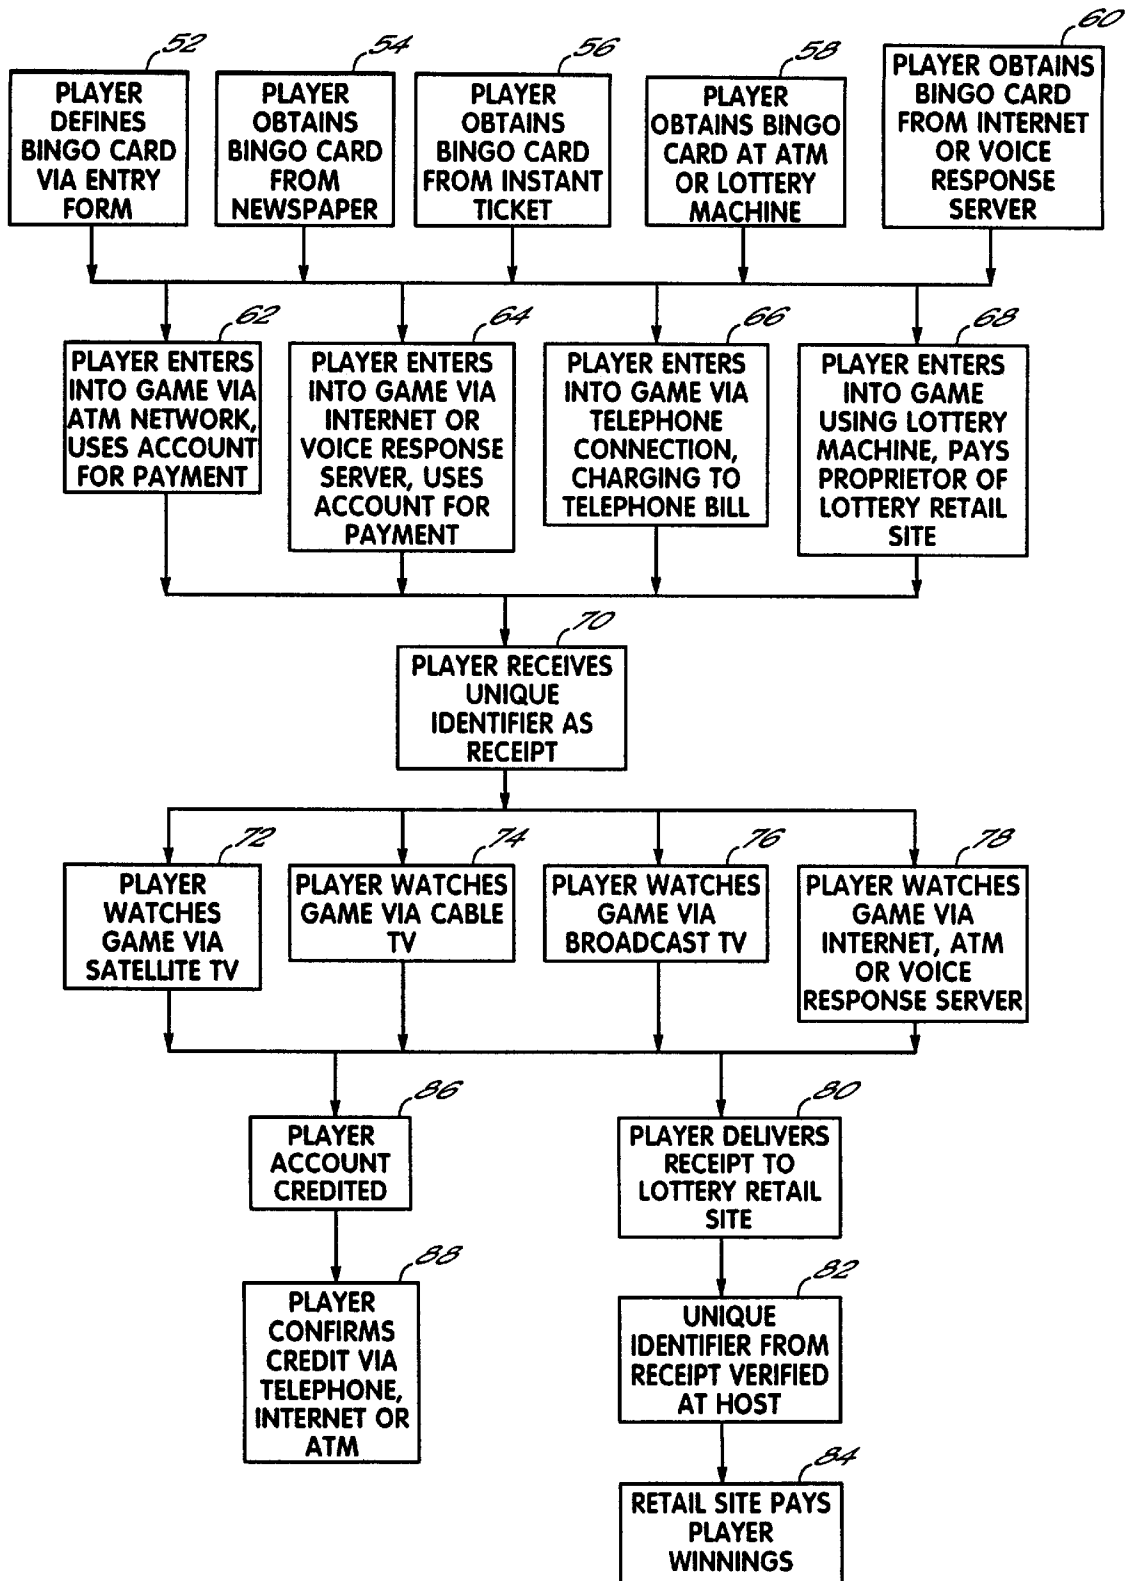 52
PLAYER
DEFINES
BINGO CARD
VIA ENTRY
FORM
54
PLAYER
OBTAINS
BINGO CARD
FROM
NEWSPAPER
56
PLAYER
OBTAINS
BINGO CARD
FROM INSTANT
TICKET
58
PLAYER
OBTAINS BINGO
CARD AT ATM
OR LOTTERY
MACHINE
60
PLAYER OBTAINS
BINGO CARD
FROM INTERNET
OR VOICE
RESPONSE
SERVER
62
PLAYER ENTERS
INTO GAME VIA
ATM NETWORK,
USES ACCOUNT
FOR PAYMENT
64
PLAYER ENTERS
INTO GAME VIA
INTERNET OR
VOICE RESPONSE
SERVER, USES
ACCOUNT FOR
PAYMENT
66
PLAYER ENTERS
INTO GAME VIA
TELEPHONE
CONNECTION,
CHARGING TO
TELEPHONE BILL
68
PLAYER ENTERS
INTO GAME
USING LOTTERY
MACHINE, PAYS
PROPRIETOR OF
LOTTERY RETAIL
SITE
70
PLAYER RECEIVES
UNIQUE
IDENTIFIER AS
RECEIPT
72
PLAYER
WATCHES
GAME VIA
SATELLITE TV
74
PLAYER WATCHES
GAME VIA CABLE
TV
76
PLAYER WATCHES
GAME VIA
BROADCAST TV
78
PLAYER WATCHES
GAME VIA
INTERNET, ATM
OR VOICE
RESPONSE SERVER
86
PLAYER
ACCOUNT
CREDITED
80
PLAYER DELIVERS
RECEIPT TO
LOTTERY RETAIL
SITE
88
PLAYER
CONFIRMS
CREDIT VIA
TELEPHONE,
INTERNET OR
ATM
82
UNIQUE
IDENTIFIER FROM
RECEIPT VERIFIED
AT HOST
84
RETAIL SITE PAYS
PLAYER
WINNINGS